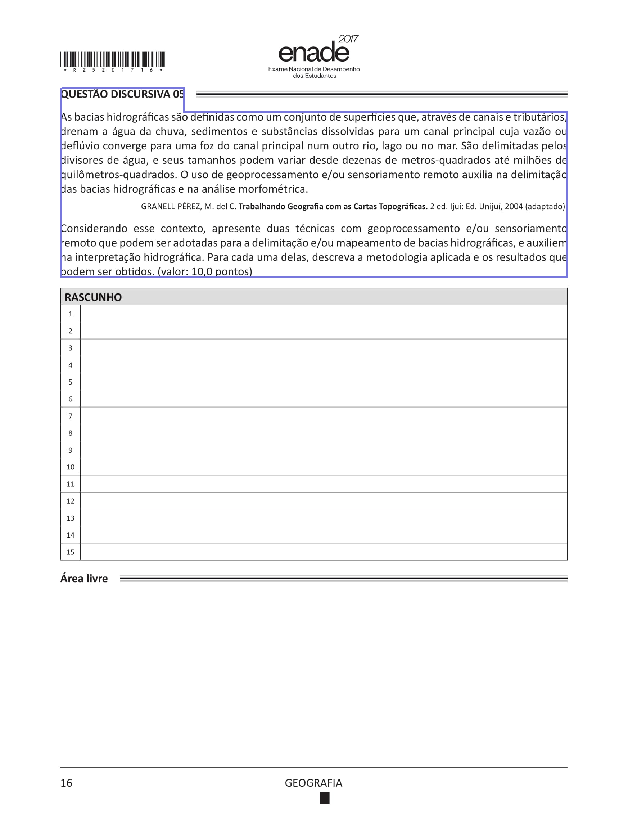 *R2520171 6*
2017
enade
Exame Nacional de Desempenho
dos Estudantes
QUESTÃO DISCURSIVA 05
As bacias hidrográficas são definidas como um conjunto de superfícies que, através de canais e tributários,
drenam a água da chuva, sedimentos e substâncias dissolvidas para um canal principal cuja vazão ou
deflúvio converge para uma foz do canal principal num outro rio, lago ou no mar. São delimitadas pelos
divisores de água, e seus tamanhos podem variar desde dezenas de metros-quadrados até milhões de
quilômetros-quadrados. O uso de geoprocessamento e/ou sensoriamento remoto auxilia na delimitação
das bacias hidrográficas e na análise morfométrica.
GRANELL PÉREZ, M. del C. Trabalhando Geografia com as Cartas Topográficas. 2 ed. Ijuí: Ed. Unijuí, 2004 (adaptado).
Considerando esse contexto, apresente duas técnicas com geoprocessamento e/ou sensoriamento
remoto que podem ser adotadas para a delimitação e/ou mapeamento de bacias hidrográficas, e auxiliem
na interpretação hidrográfica. Para cada uma delas, descreva a metodologia aplicada e os resultados que
podem ser obtidos. (valor: 10,0 pontos)
RASCUNHO
1
2
3
4
5
6
7
8
9
10
11
12
13
14
15
Área livre
16
GEOGRAFIA